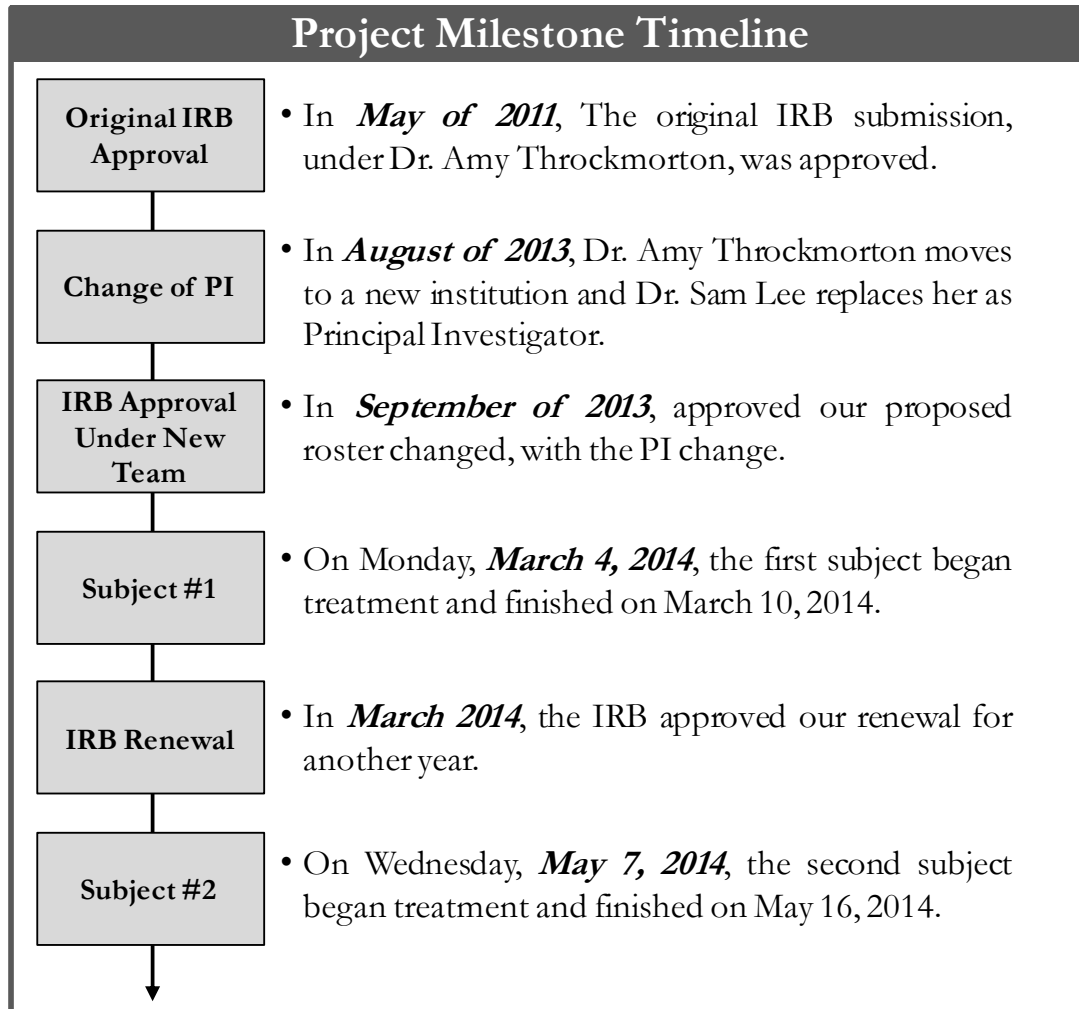 Project Milestone Timeline
Original IRB
Approval
• In May of 2011, The original IRB submission,
under Dr. Amy Throckmorton, was approved.
Change of PI
• In August of 2013, Dr. Amy Throckmorton moves
to a new institution and Dr. Sam Lee replaces her as
Principal Investigator.
IRB Approval
Under New
Team
• In September of 2013, approved our proposed
roster changed, with the PI change.
Subject #1
• On Monday, March 4, 2014, the first subject began
treatment and finished on March 10, 2014.
IRB Renewal
• In March 2014, the IRB approved our renewal for
another year.
Subject #2
• On Wednesday, May 7, 2014, the second subject
began treatment and finished on May 16, 2014.